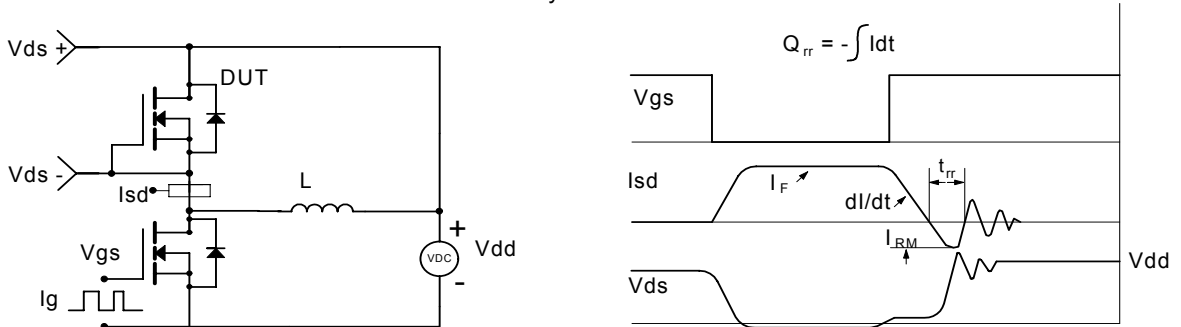 Vds +
DUT
Vds -
Isd
L
Vgs
Ig
+
VDC
-
Vdd
Q rr = - ∫ Idt
Vgs
Isd
I F
dI/dt
t rr
I RM
Vds
Vdd